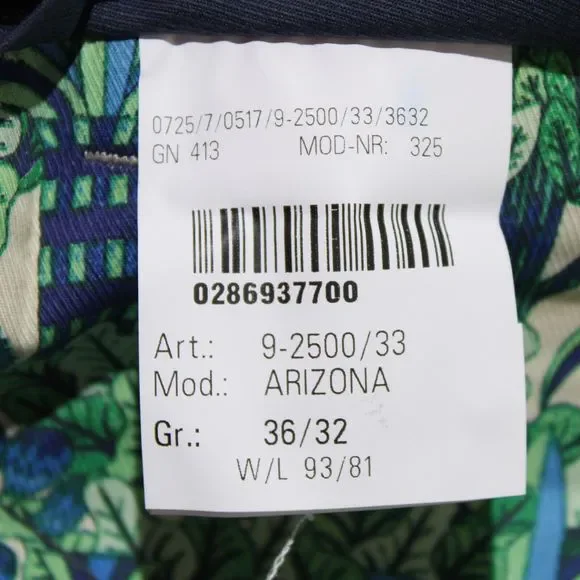 0725/7/0517/9-2500/33/3632
GN 413 MOD-NR: 325
0286937700
Art.: 9-2500/33
Mod.: ARIZONA
Gr.: 36/32
W/L 93/81